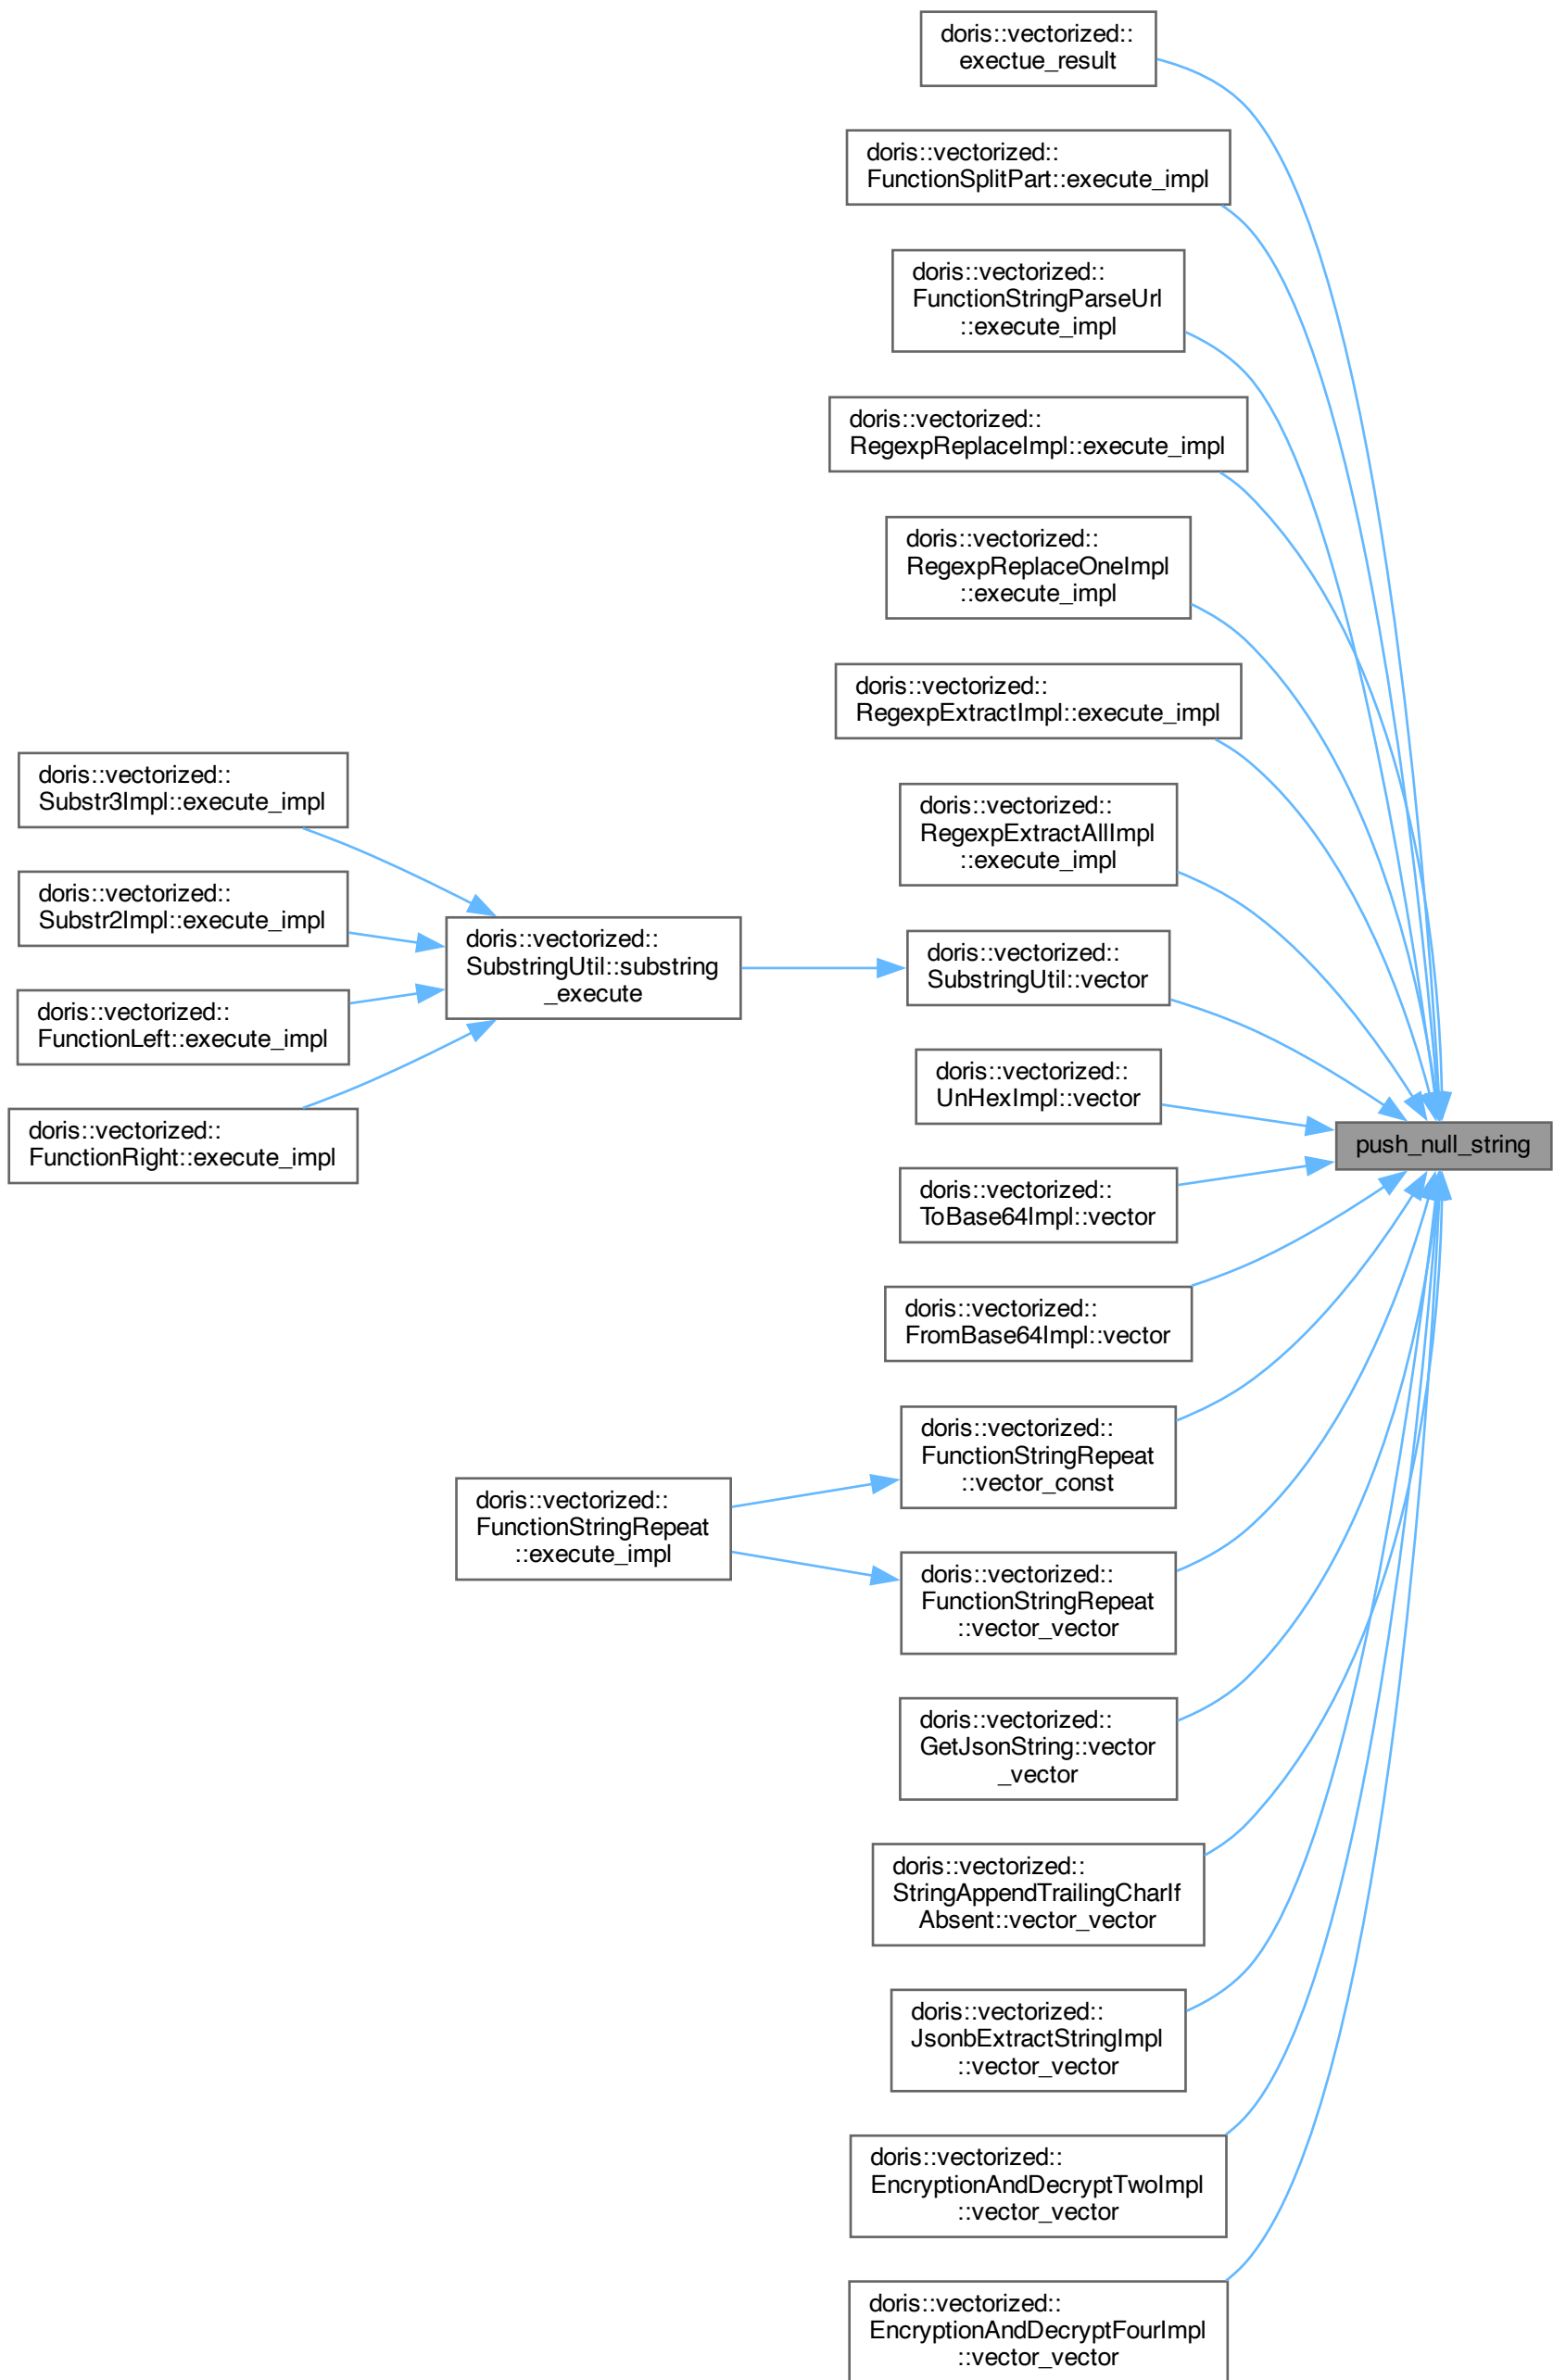 doris::vectorized::
exectue_result
doris::vectorized::
FunctionSplitPart::execute_impl
doris::vectorized::
FunctionStringParseUrl
::execute_impl
doris::vectorized::
RegexpReplaceImpl::execute_impl
doris::vectorized::
RegexpReplaceOneImpl
::execute_impl
doris::vectorized::
RegexpExtractImpl::execute_impl
doris::vectorized::
RegexpExtractAllImpl
::execute_impl
doris::vectorized::
Substr3Impl::execute_impl
doris::vectorized::
Substr2Impl::execute_impl
doris::vectorized::
FunctionLeft::execute_impl
doris::vectorized::
FunctionRight::execute_impl
doris::vectorized::
SubstringUtil::substring
_execute
doris::vectorized::
SubstringUtil::vector
doris::vectorized::
UnHexImpl::vector
push_null_string
doris::vectorized::
ToBase64Impl::vector
doris::vectorized::
FromBase64Impl::vector
doris::vectorized::
FunctionStringRepeat
::vector_const
doris::vectorized::
FunctionStringRepeat
::execute_impl
doris::vectorized::
FunctionStringRepeat
::vector_vector
doris::vectorized::
GetJsonString::vector
_vector
doris::vectorized::
StringAppendTrailingCharIf
Absent::vector_vector
doris::vectorized::
JsonbExtractStringImpl
::vector_vector
doris::vectorized::
EncryptionAndDecryptTwoImpl
::vector_vector
doris::vectorized::
EncryptionAndDecryptFourImpl
::vector_vector